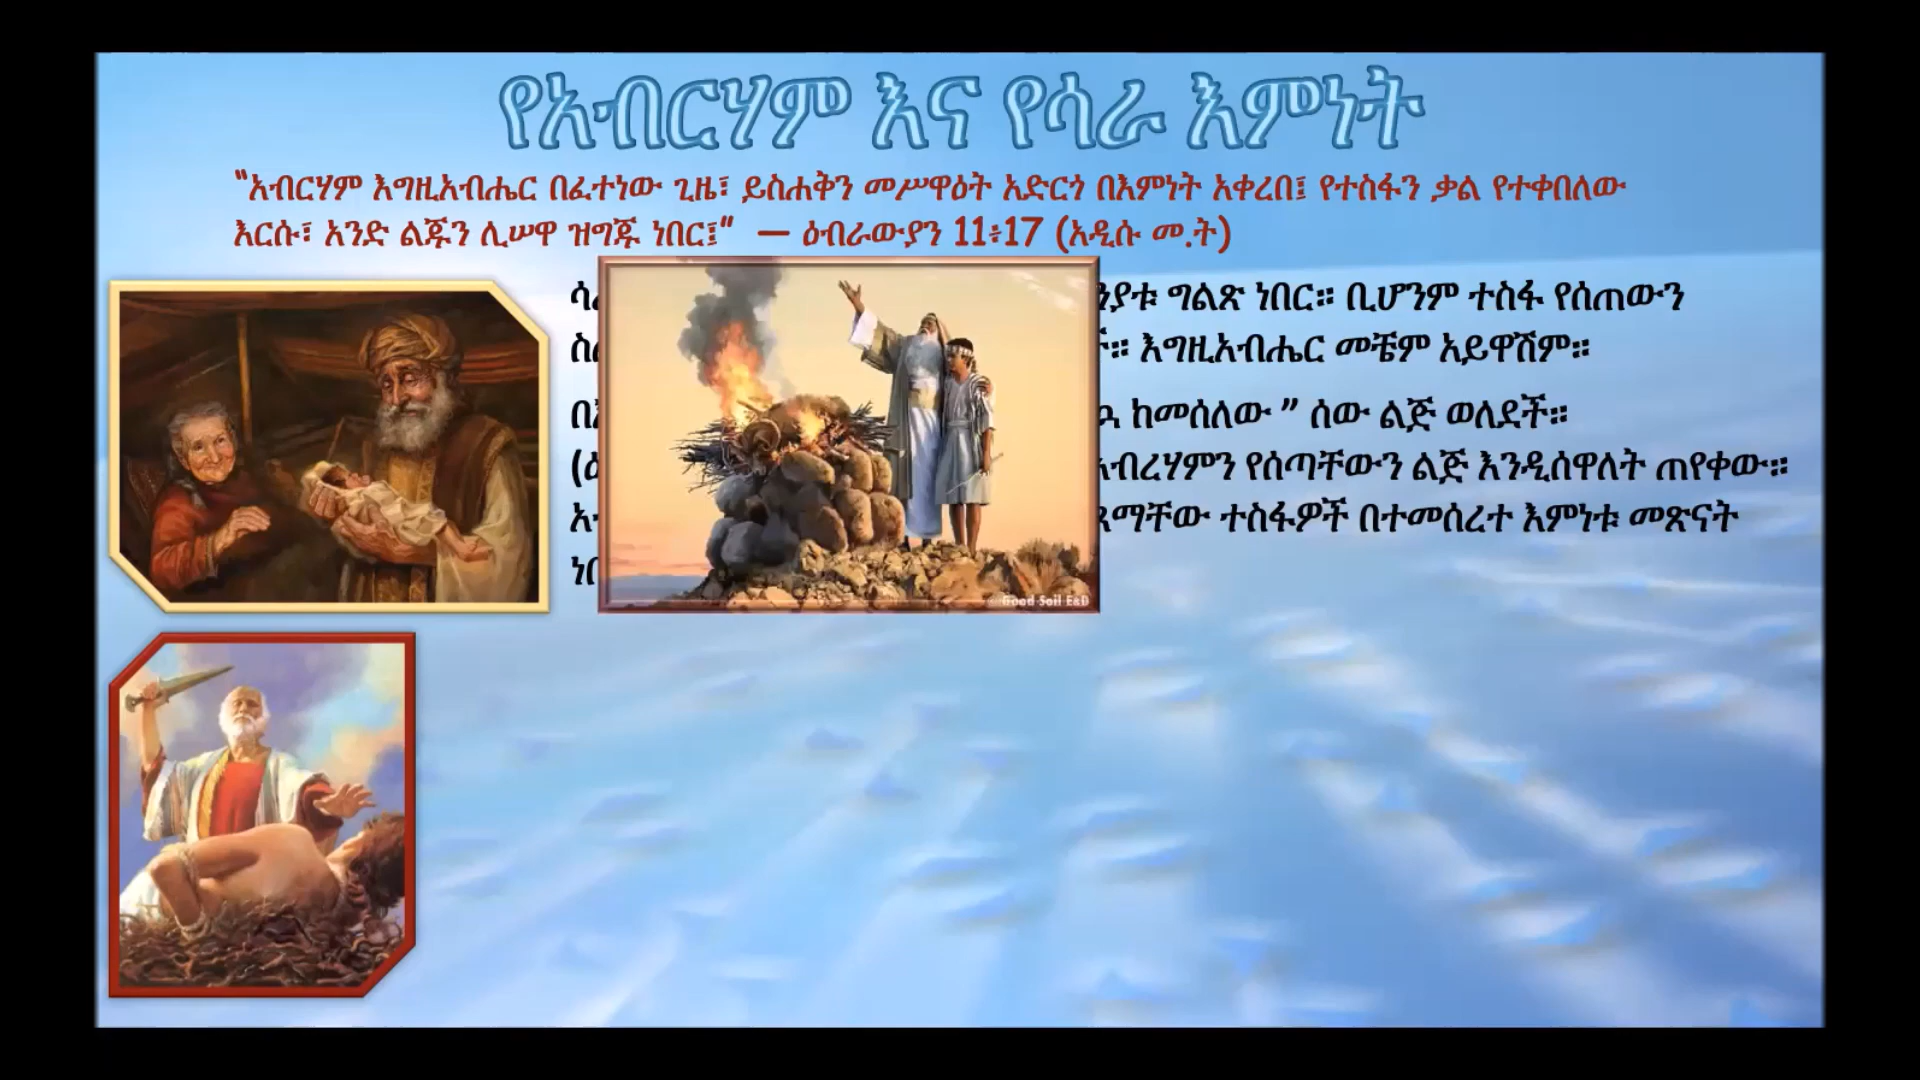 የአብርሃም እና የሳራ እምነት
“አብርሃም እግዚአብሔር በፈተነው ጊዜ፣ ይስሐቅን መሥዋዕት አድርጎ በእምነት አቀረበ፤ የተስፋን ቃል የተቀበለው
እርሱ፣ አንድ ልጁን ሊሠዋ ዝግጁ ነበር፤” — ዕብራውያን 11፥17 (አዲሱ መ.ት)
ግልጽ ነበር። ቢሆንም ተስፋ የሰጠውን
እግዚአብሔር መቼም አይዋሽም።
ከመሰለው ” ሰው ልጅ ወለደች።
የሰጣቸውን ልጅ እንዲሰዋለት ጠየቀው።
ተስፋዎች በተመሰረተ እምነቱ መጽናት
Good Soil E&D